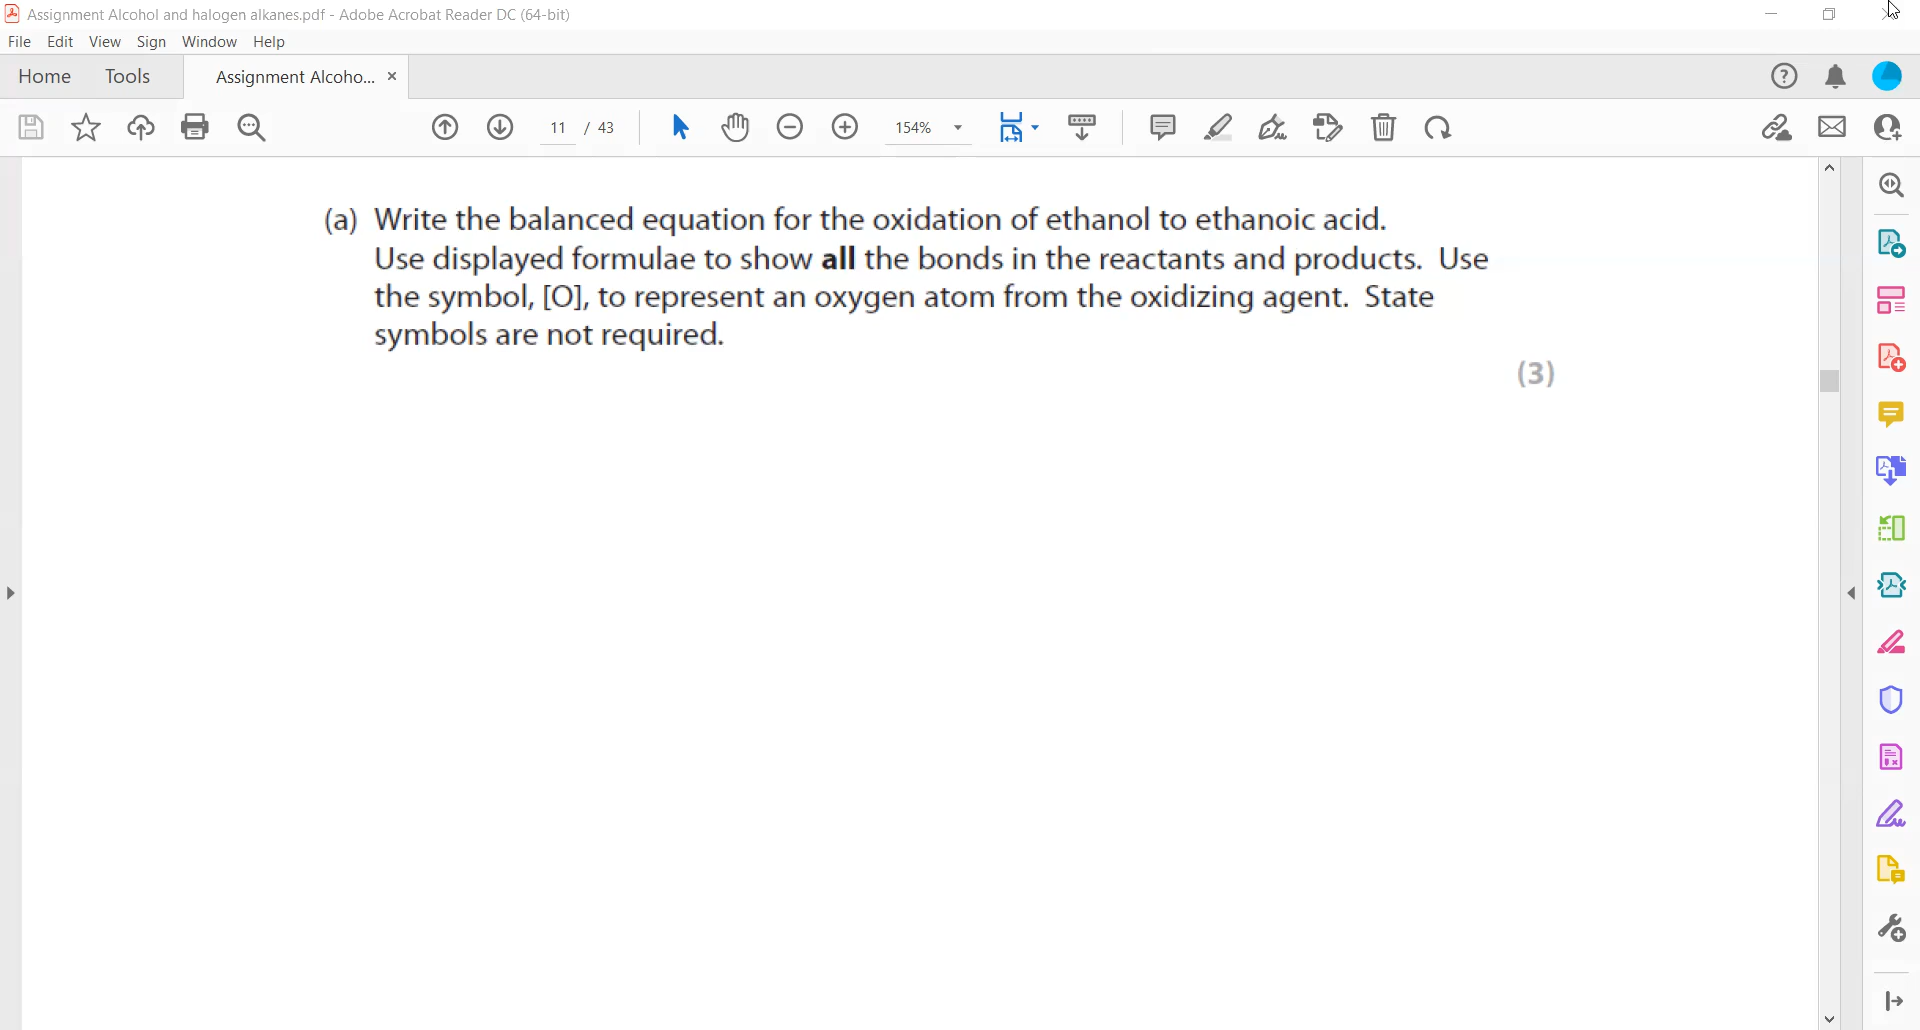 Assignment Alcohol and halogen alkanes.pdf - Adobe Acrobat Reader DC (64-bit)
File Edit View Sign Window Help
Home Tools Assignment Alcoho... ×
11 / 43 154%
(a) Write the balanced equation for the oxidation of ethanol to ethanoic acid.
Use displayed formulae to show all the bonds in the reactants and products. Use
the symbol, [O], to represent an oxygen atom from the oxidizing agent. State
symbols are not required.
(3)